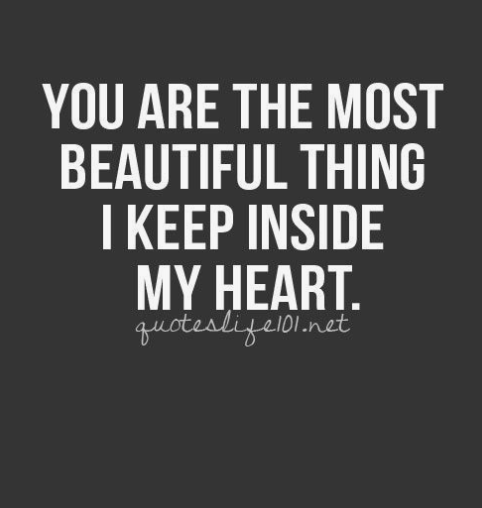 YOU ARE THE MOST
BEAUTIFUL THING
I KEEP INSIDE
MY HEART.
quoteslife101.net